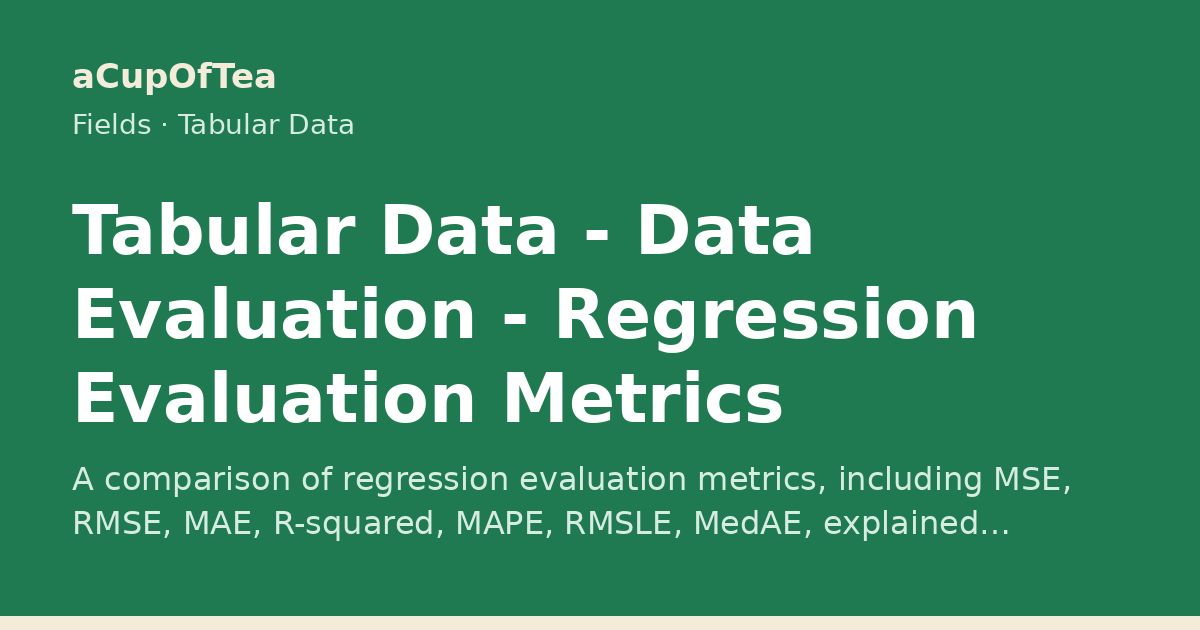 aCupOfTea
Fields · Tabular Data
Tabular Data - Data
Evaluation - Regression
Evaluation Metrics
A comparison of regression evaluation metrics, including MSE,
RMSE, MAE, R-squared, MAPE, RMSLE, MedAE, explained...